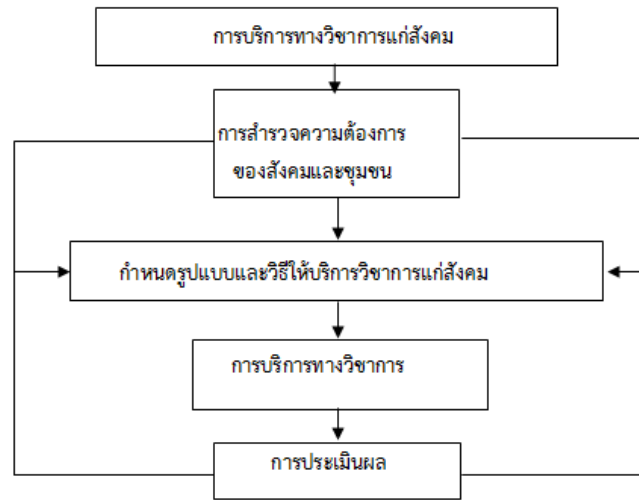 การบริการทางวิชาการแก่สังคม
การสำรวจความต้องการ
ของสังคมและชุมชน
กำหนดรูปแบบและวิธีให้บริการวิชาการแก่สังคม
การบริการทางวิชาการ
การประเมินผล